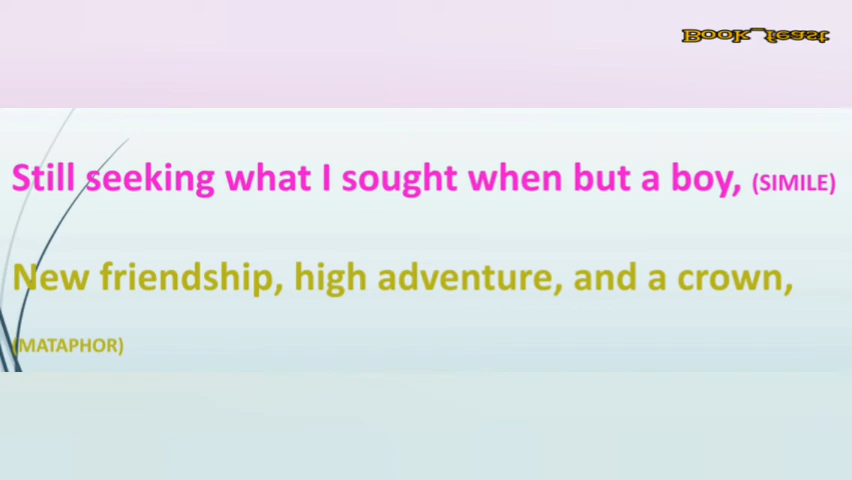 Still seeking what I sought when but a boy, (SIMILE)
New friendship, high adventure, and a crown,
(MATAPHOR)